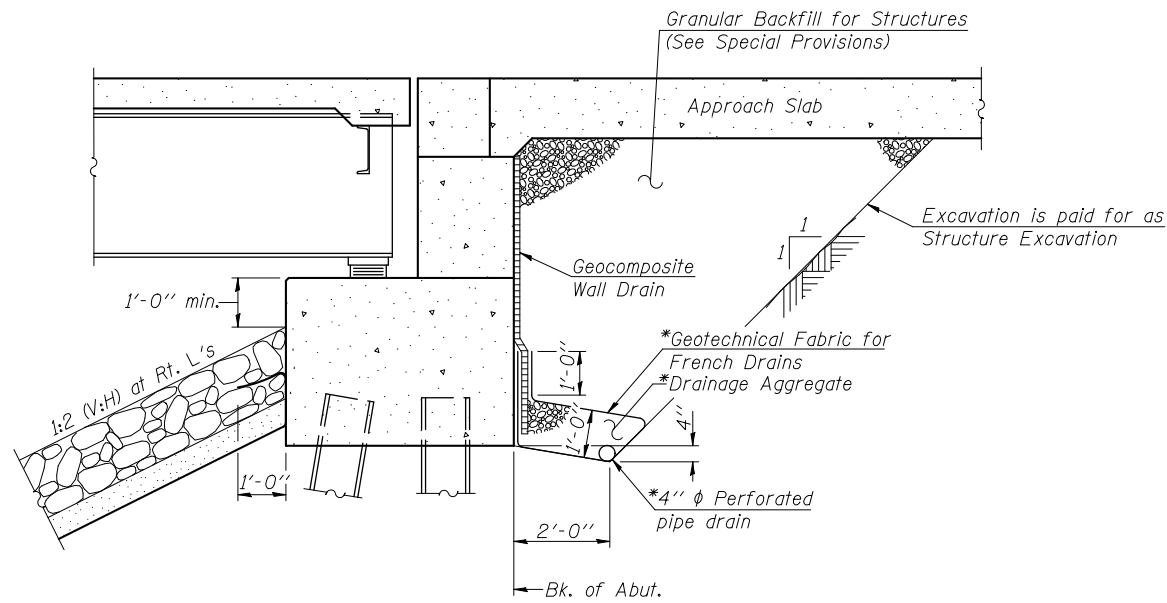 Granular Backfill for Structures
(See Special Provisions)
Approach Slab
Excavation is paid for as
Structure Excavation
1
1
Geocomposite
Wall Drain
1'-0'' min.
*Geotechnical Fabric for
French Drains
*Drainage Aggregate
1:2 (V:H) at Rt. L's
1'-0''
1'-0''
4''
1'-0''
*4'' ϕ Perforated
pipe drain
2'-0''
Bk. of Abut.